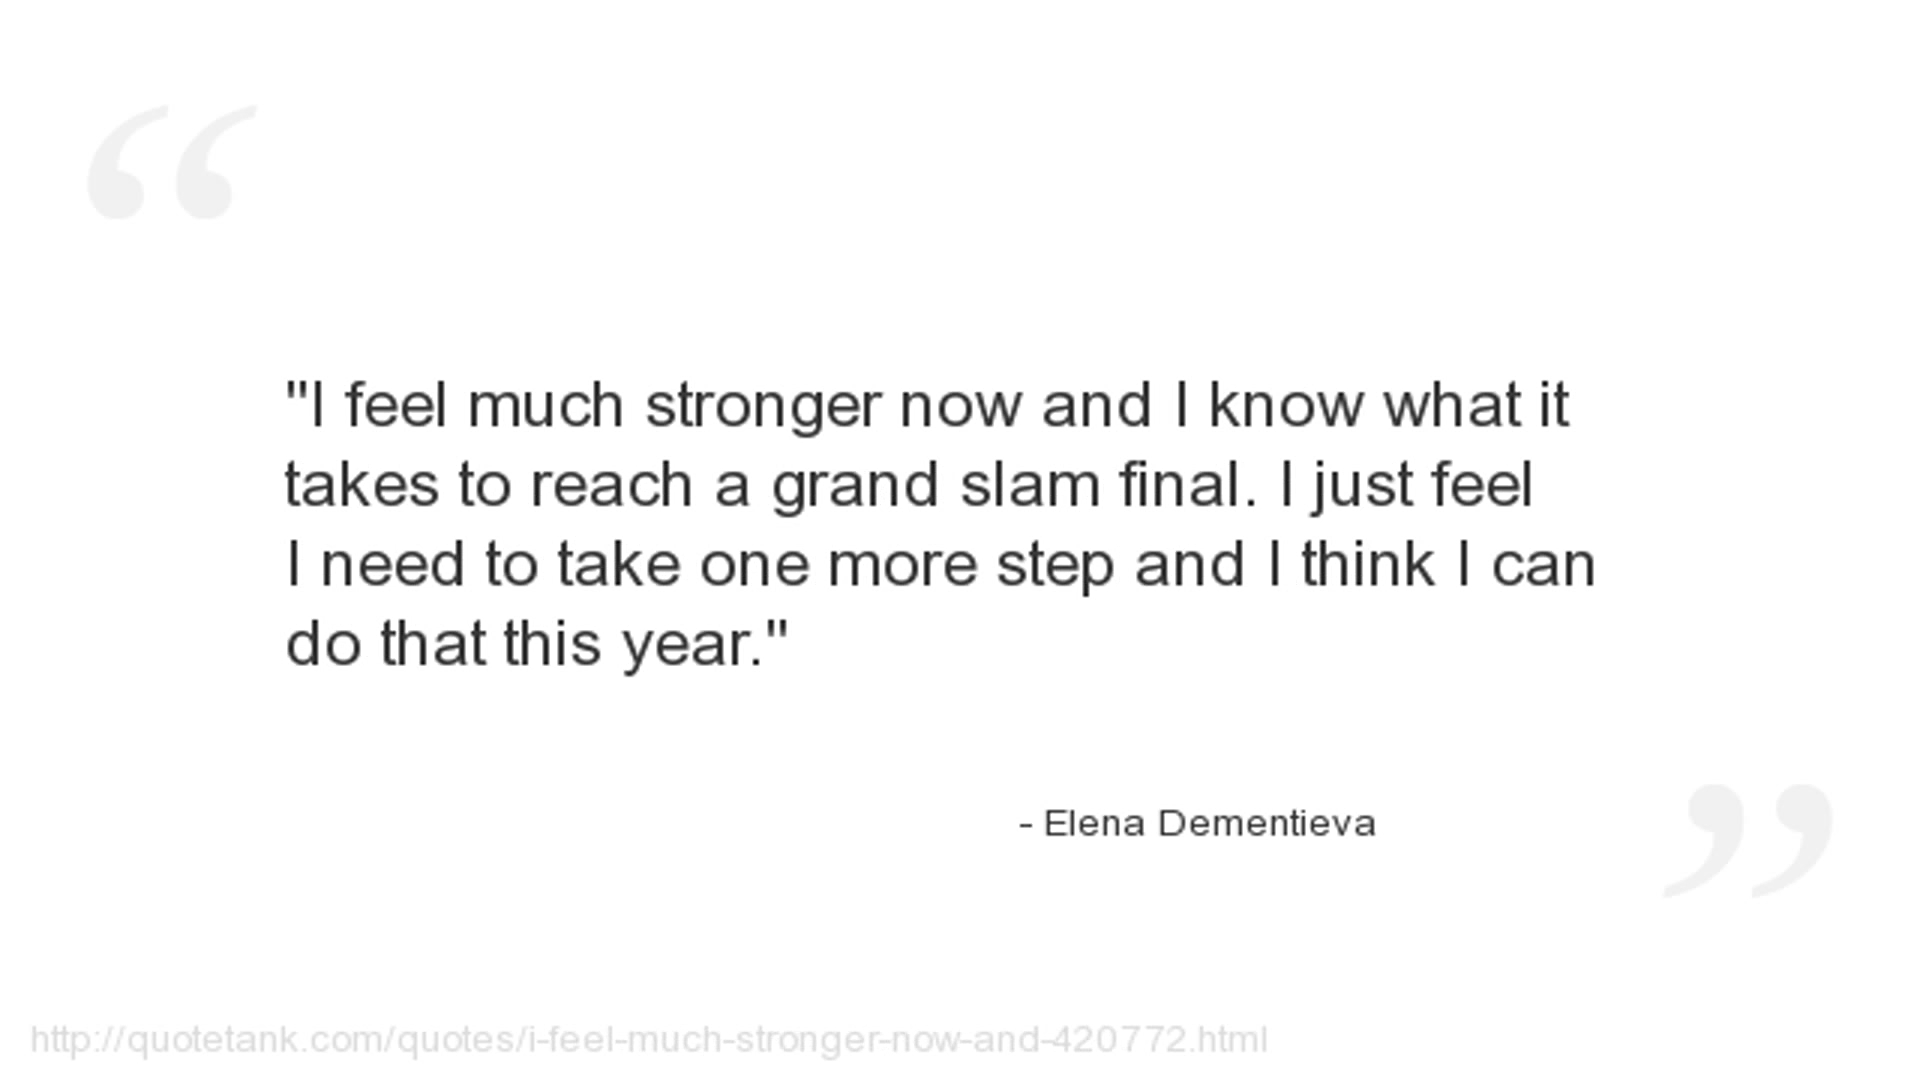 "I feel much stronger now and I know what it
takes to reach a grand slam final. I just feel
I need to take one more step and I think I can
do that this year."
- Elena Dementieva
http://quotetank.com/quotes/i-feel-much-stronger-now-and-420772.html